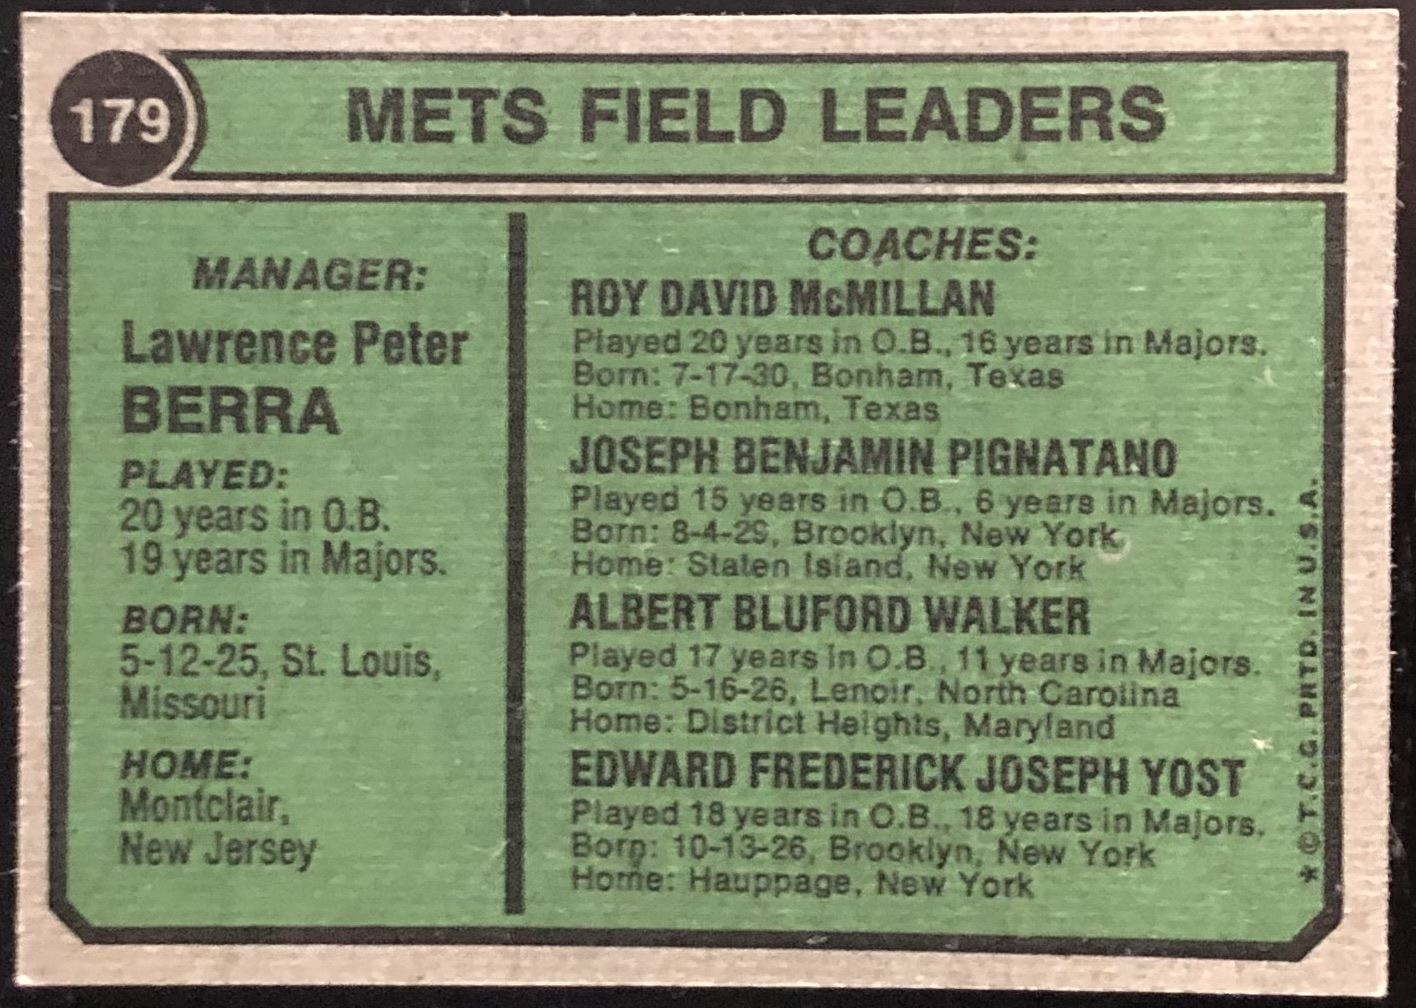 179
METS FIELD LEADERS
MANAGER:
Lawrence Peter
BERRA
PLAYED:
20 years in O.B.
19 years in Majors.
BORN:
5-12-25, St. Louis,
Missouri
HOME:
Montclair,
New Jersey
COACHES:
ROY DAVID McMILLAN
Played 20 years in O.B., 16 years in Majors.
Born: 7-17-30, Bonham, Texas
Home: Bonham, Texas
JOSEPH BENJAMIN PIGNATANO
Played 15 years in O.B., 6 years in Majors.
Born: 8-4-29, Brooklyn, New York
Home: Staten Island, New York
ALBERT BLUFORD WALKER
Played 17 years in O.B., 11 years in Majors.
Born: 5-16-26, Lenoir, North Carolina
Home: District Heights, Maryland
EDWARD FREDERICK JOSEPH YOST
Played 18 years in O.B., 18 years in Majors.
Born: 10-13-26, Brooklyn, New York
Home: Hauppage, New York
* © T.C.G. PRTD. IN U.S.A.